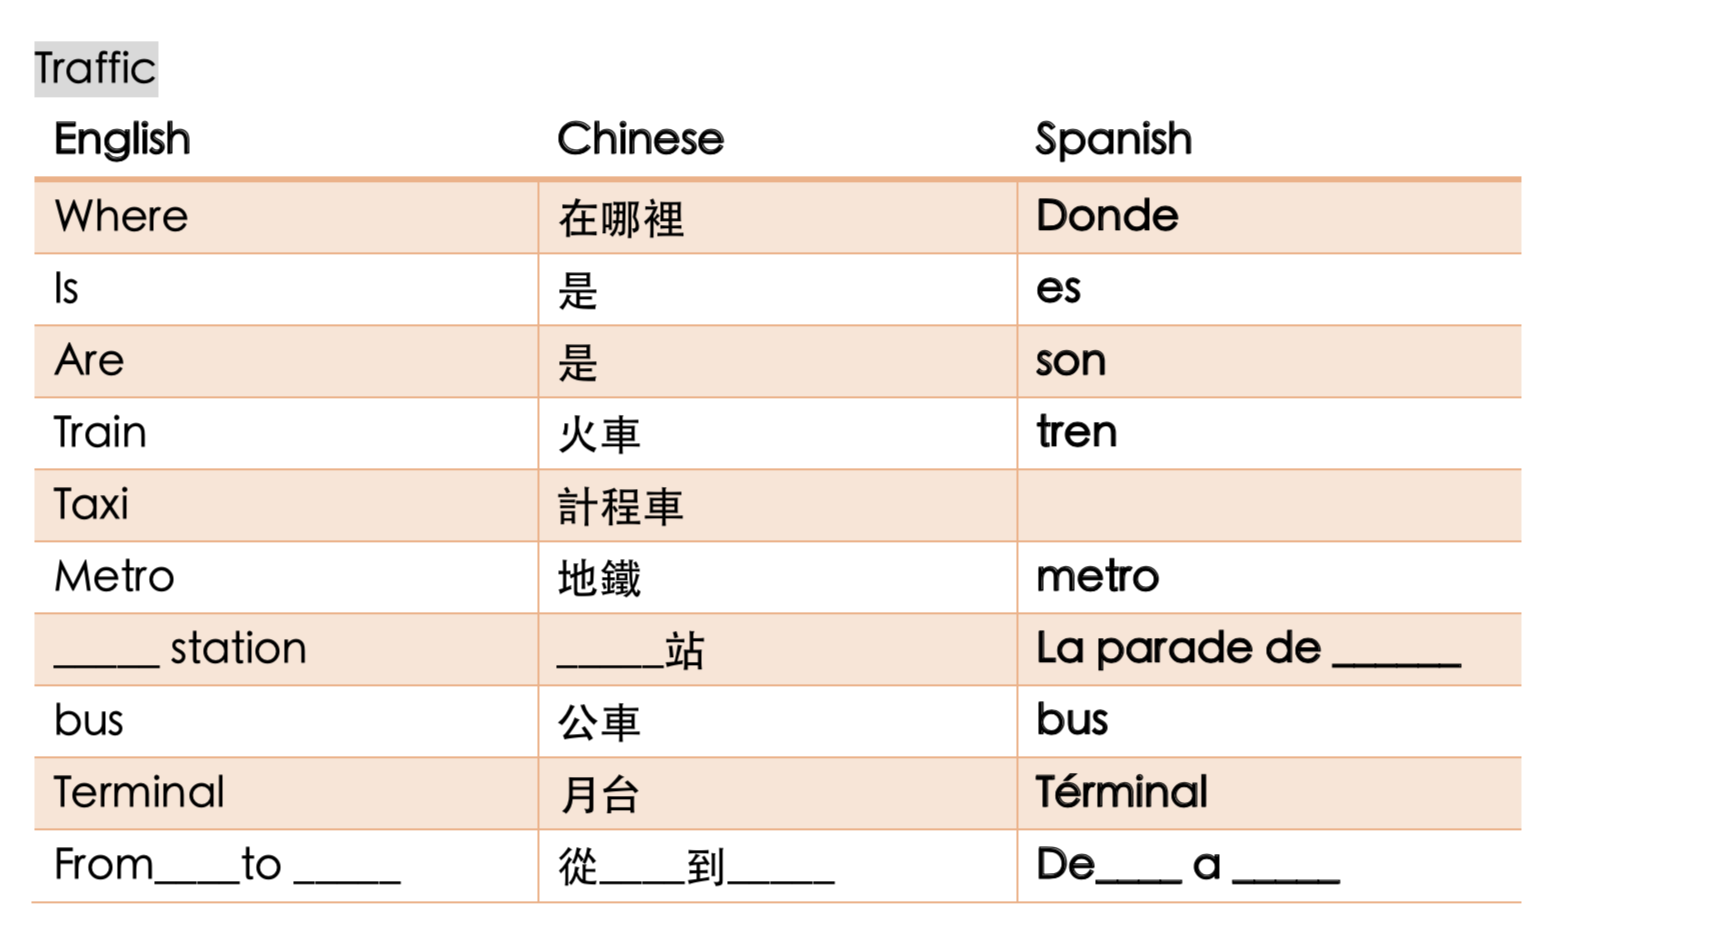 Traffic
English Chinese Spanish
Where 在哪裡 Donde
Is 是 es
Are 是 son
Train 火車 tren
Taxi 計程車
Metro 地鐵 metro
_____ station _____站 La parade de ______
bus 公車 bus
Terminal 月台 Términal
From____to _____ 從____到_____ De____ a _____